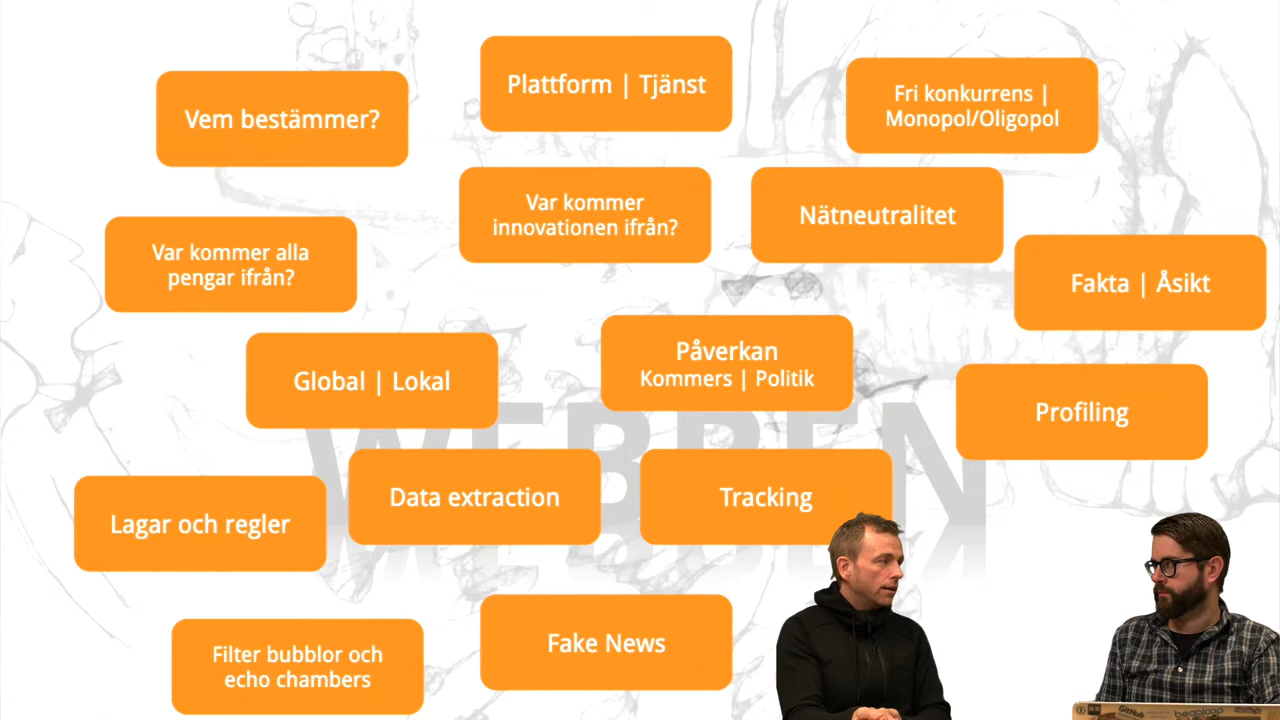 Plattform | Tjänst
Vem bestämmer?
Fri konkurrens |
Monopol/Oligopol
Var kommer
innovationen ifrån?
Nätneutralitet
Var kommer alla
pengar ifrån?
Fakta | Åsikt
Påverkan
Kommers | Politik
Global | Lokal
Profiling
WEBBEN
Data extraction
Tracking
Lagar och regler
Filter bubblor och
echo chambers
Fake News
GitHub